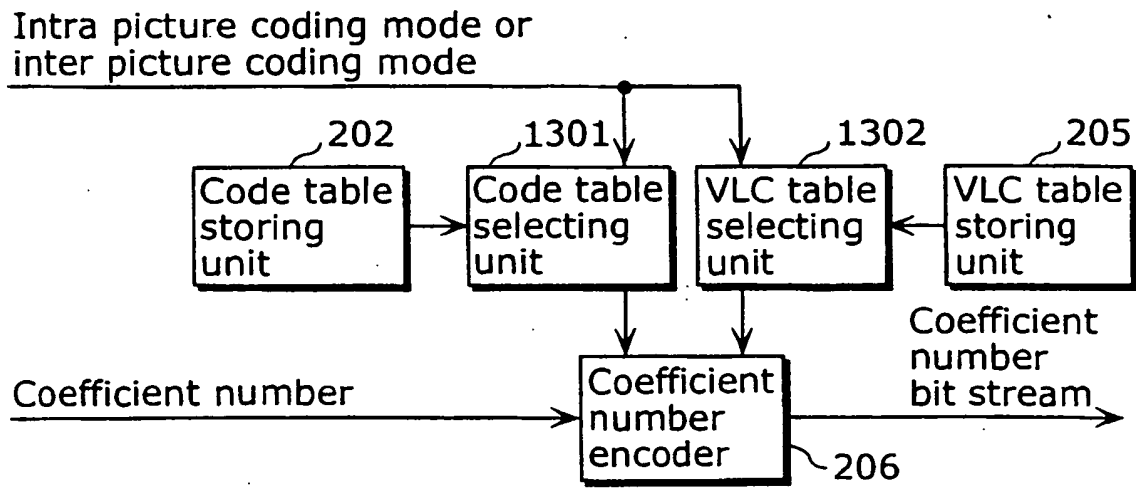 Intra picture coding mode or
inter picture coding mode
202
1301
1302
205
Code table
storing
unit
Code table
selecting
unit
VLC table
selecting
unit
VLC table
storing
unit
Coefficient number
Coefficient
number
encoder
206
Coefficient
number
bit stream